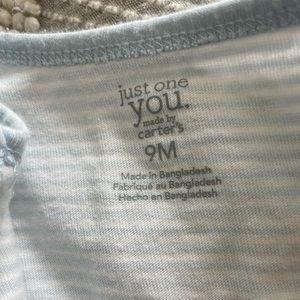 just one
you.
made by
carter's
9M
Made in Bangladesh
Fabriqué au Bangladesh
Hecho en Bangladesh